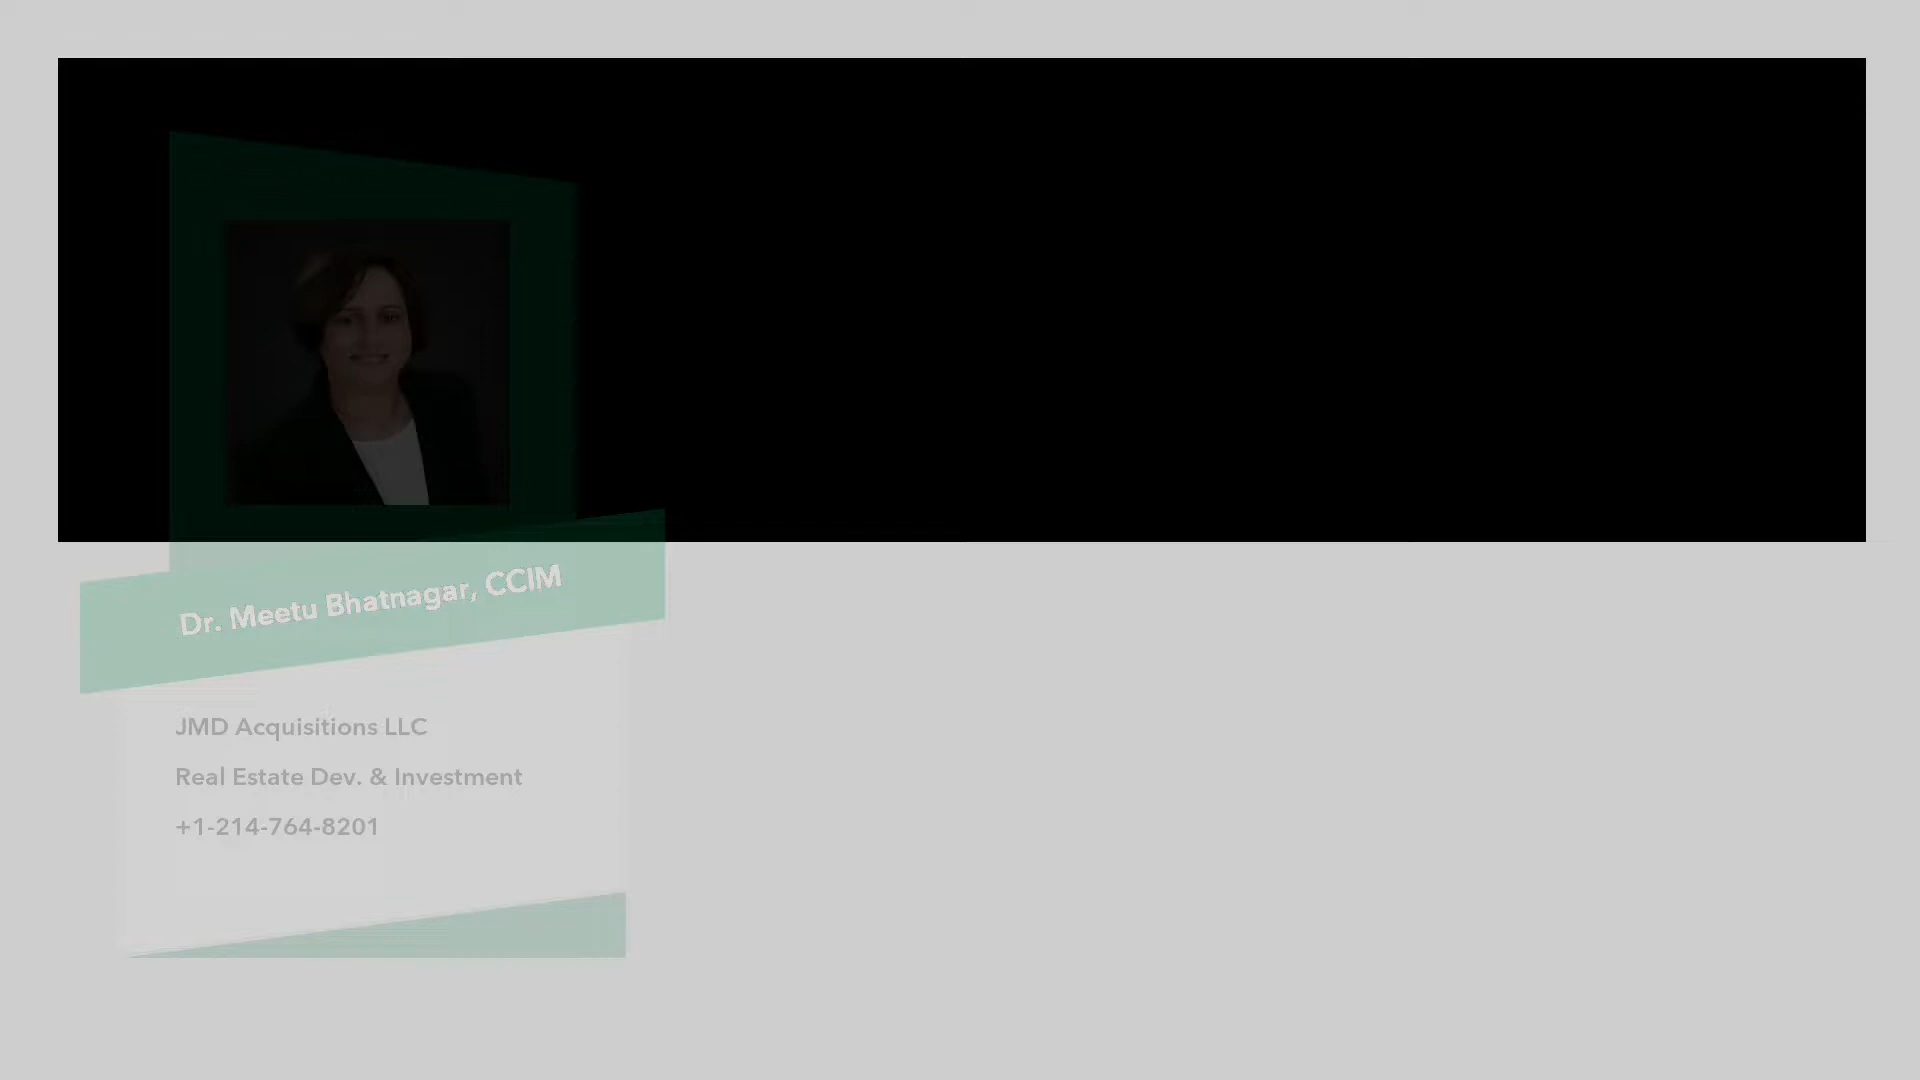 Dr. Meetu Bhatnagar, CCIM
JMD Acquisitions LLC
Real Estate Dev. & Investment
+1-214-764-8201